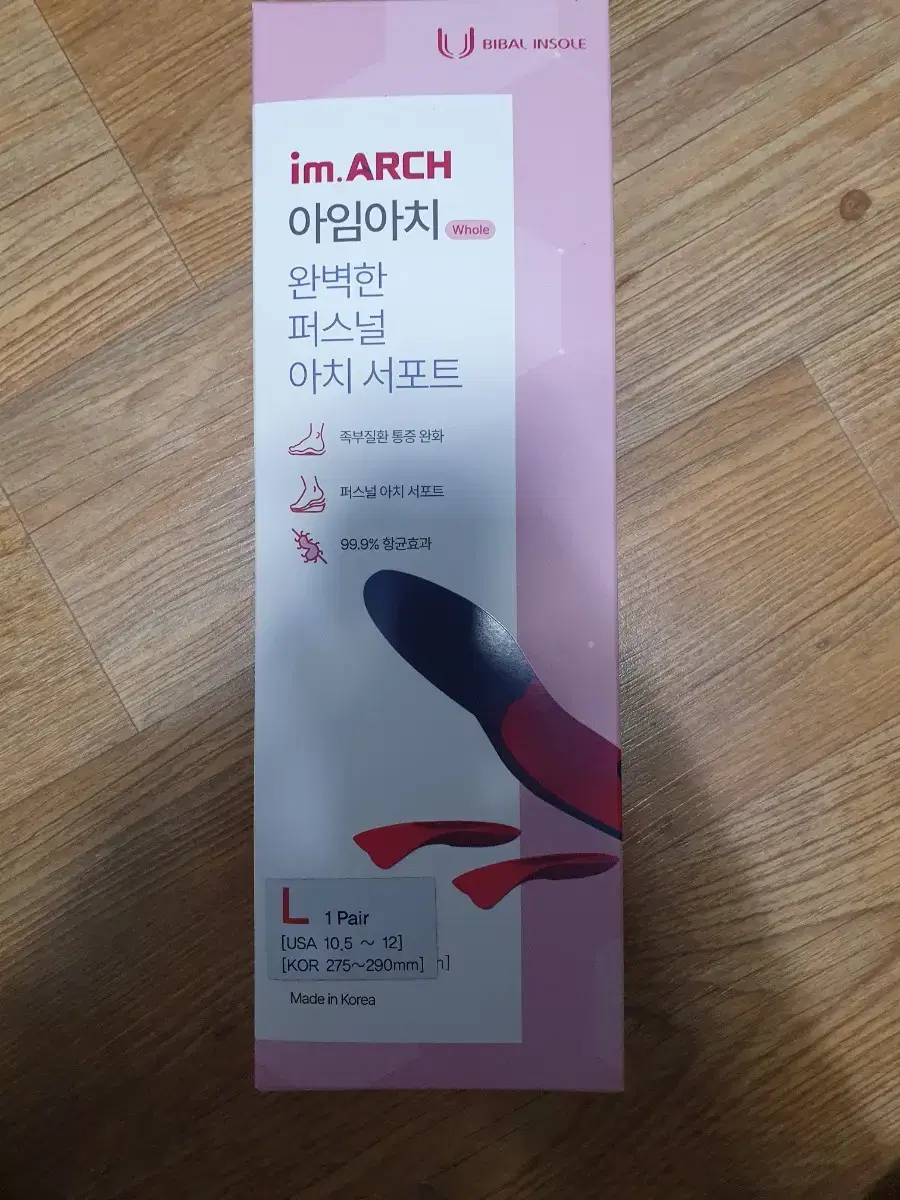 BIBAL INSOLE
im.ARCH
아임아치 Whole
완벽한
퍼스널
아치 서포트
족부질환 통증 완화
퍼스널 아치 서포트
99.9% 항균효과
L 1 Pair
[USA 10.5 ~ 12]
[KOR 275~290mm]
Made in Korea